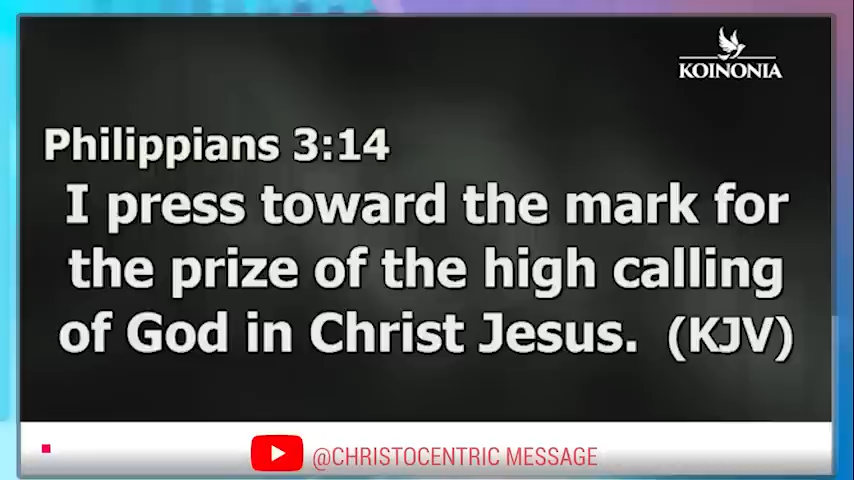 KOINONIA
Philippians 3:14
I press toward the mark for
the prize of the high calling
of God in Christ Jesus. (KJV)
@CHRISTOCENTRIC MESSAGE